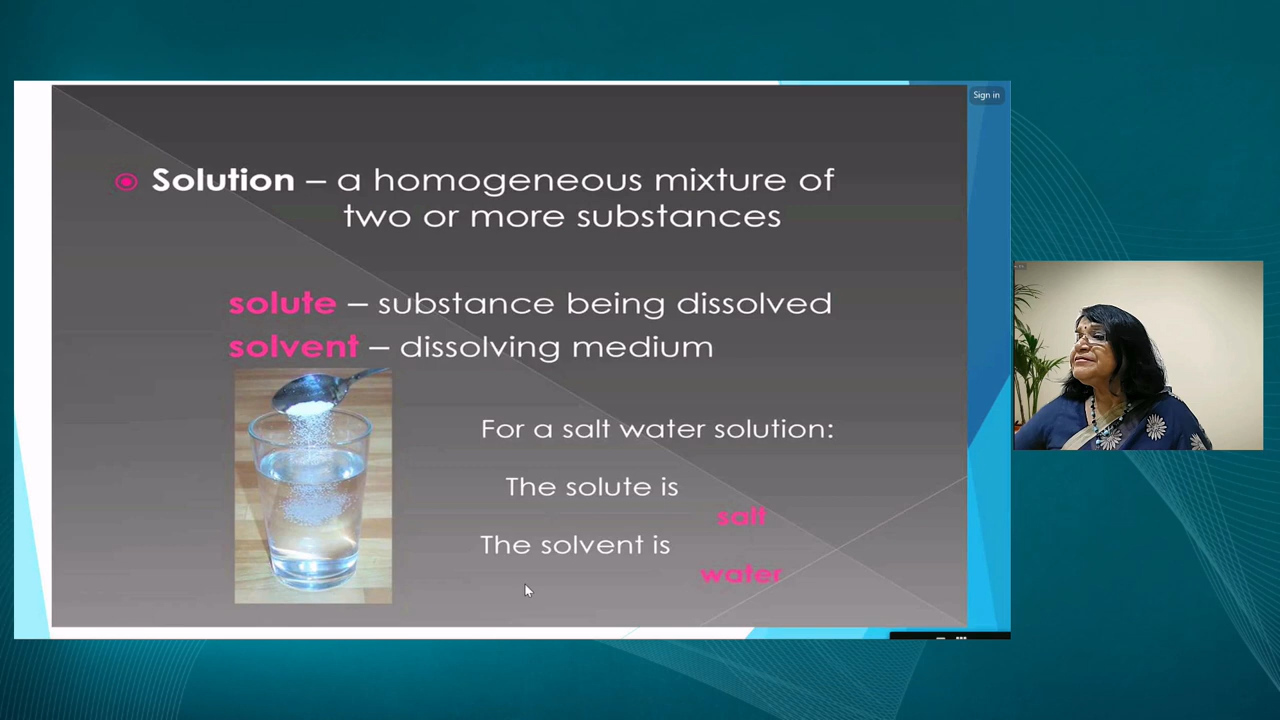 Sign in
Solution – a homogeneous mixture of
two or more substances
solute – substance being dissolved
solvent – dissolving medium
For a salt water solution:
The solute is
salt
The solvent is
water